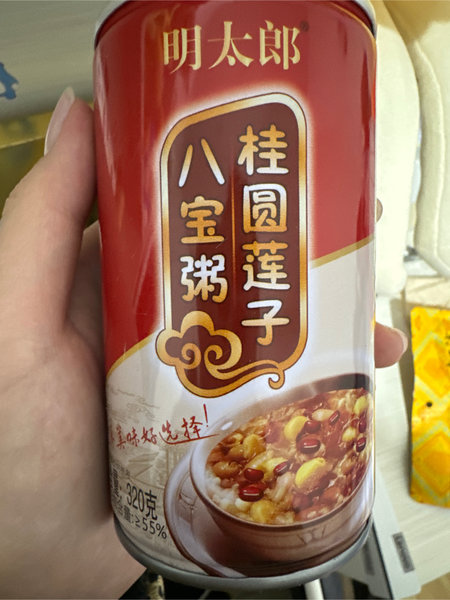 明太郎®
桂圆莲子
八宝粥
美味好选择!
320克
≥55%